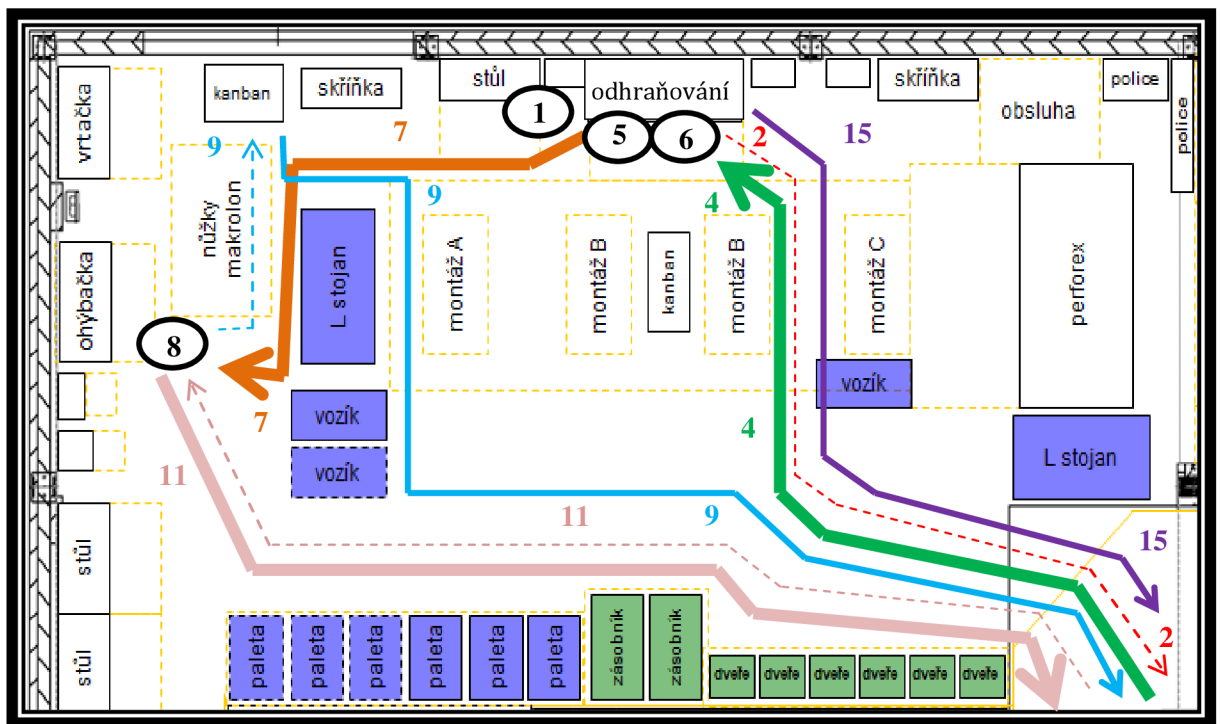 vrtačka
kanban
skříňka
stůl
odhraňování
skříňka
obsluha
police
police
1
5
6
7
2
15
9
9
4
nůžky
makrolon
L stojan
montáž A
montáž B
kanban
montáž B
montáž C
perforex
ohýbačka
8
vozík
7
vozík
vozík
4
L stojan
11
11
9
15
2
stůl
stůl
paleta
paleta
paleta
paleta
paleta
paleta
zásobník
zásobník
dveře
dveře
dveře
dveře
dveře
dveře